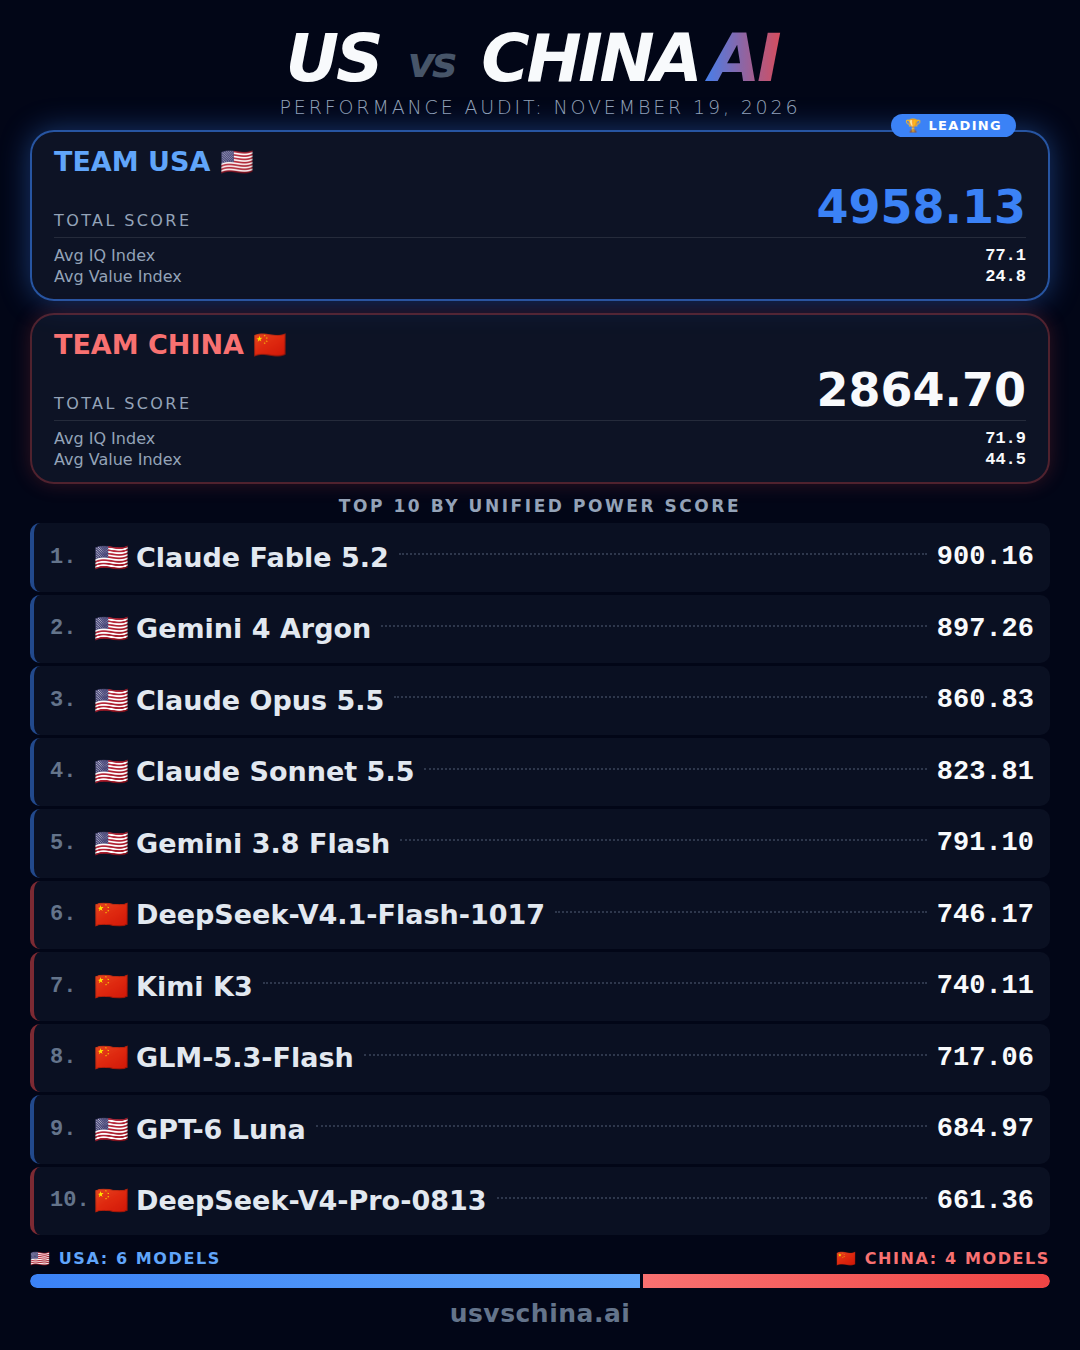 US vs CHINA AI
PERFORMANCE AUDIT: NOVEMBER 19, 2026
🏆 LEADING
TEAM USA 🇺🇸
TOTAL SCORE 4958.13
Avg IQ Index 77.1
Avg Value Index 24.8
TEAM CHINA 🇨🇳
TOTAL SCORE 2864.70
Avg IQ Index 71.9
Avg Value Index 44.5
TOP 10 BY UNIFIED POWER SCORE
1. 🇺🇸 Claude Fable 5.2 900.16
2. 🇺🇸 Gemini 4 Argon 897.26
3. 🇺🇸 Claude Opus 5.5 860.83
4. 🇺🇸 Claude Sonnet 5.5 823.81
5. 🇺🇸 Gemini 3.8 Flash 791.10
6. 🇨🇳 DeepSeek-V4.1-Flash-1017 746.17
7. 🇨🇳 Kimi K3 740.11
8. 🇨🇳 GLM-5.3-Flash 717.06
9. 🇺🇸 GPT-6 Luna 684.97
10. 🇨🇳 DeepSeek-V4-Pro-0813 661.36
🇺🇸 USA: 6 MODELS 🇨🇳 CHINA: 4 MODELS
usvschina.ai